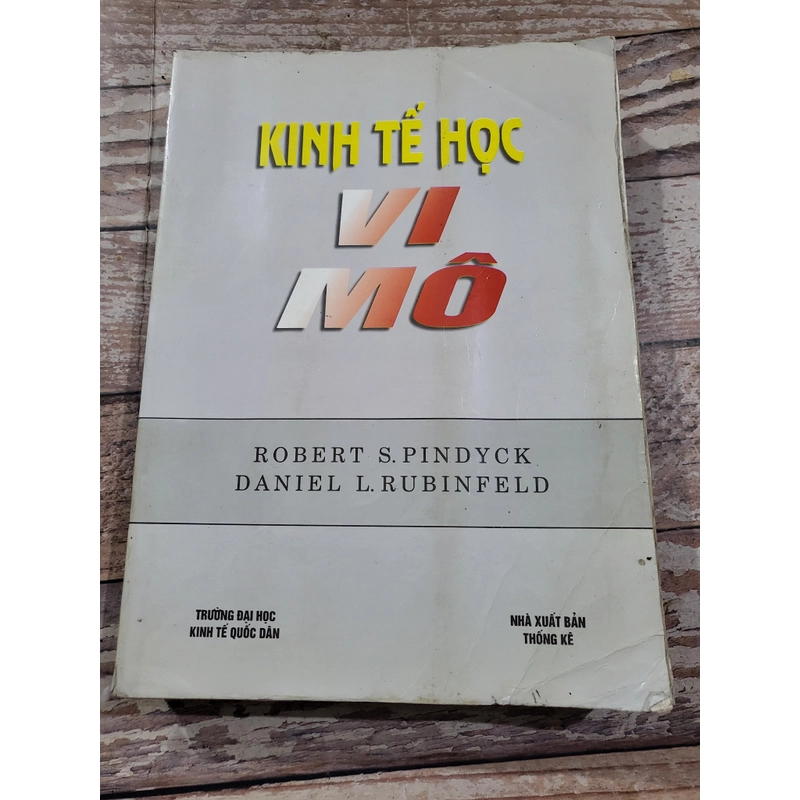 KINH TẾ HỌC
VI
MÔ
ROBERT S. PINDYCK
DANIEL L. RUBINFELD
TRƯỜNG ĐẠI HỌC
KINH TẾ QUỐC DÂN
NHÀ XUẤT BẢN
THỐNG KÊ